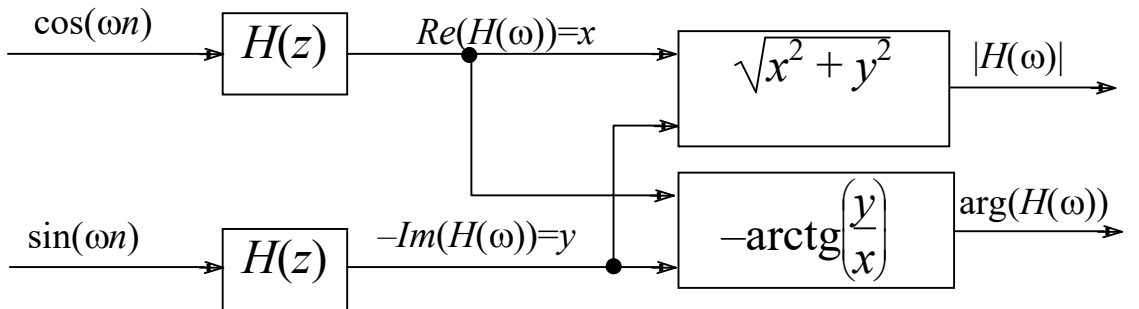 cos(ωn)
H(z)
Re(H(ω))=x
√x² + y²
|H(ω)|
sin(ωn)
H(z)
–Im(H(ω))=y
–arctg(y/x)
arg(H(ω))